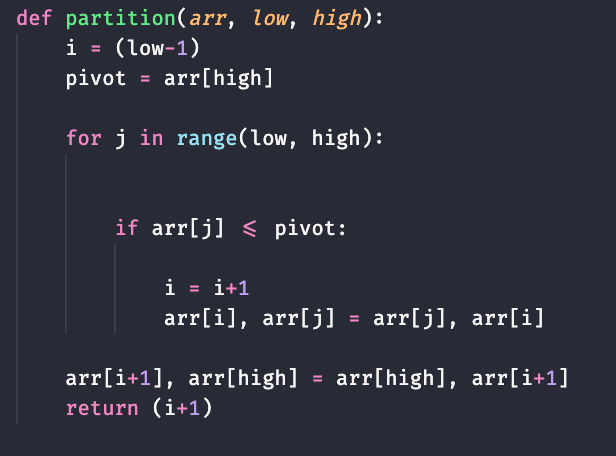 def partition(arr, low, high):
    i = (low-1)
    pivot = arr[high]
    for j in range(low, high):
        if arr[j] <= pivot:
            i = i+1
            arr[i], arr[j] = arr[j], arr[i]
    arr[i+1], arr[high] = arr[high], arr[i+1]
    return (i+1)